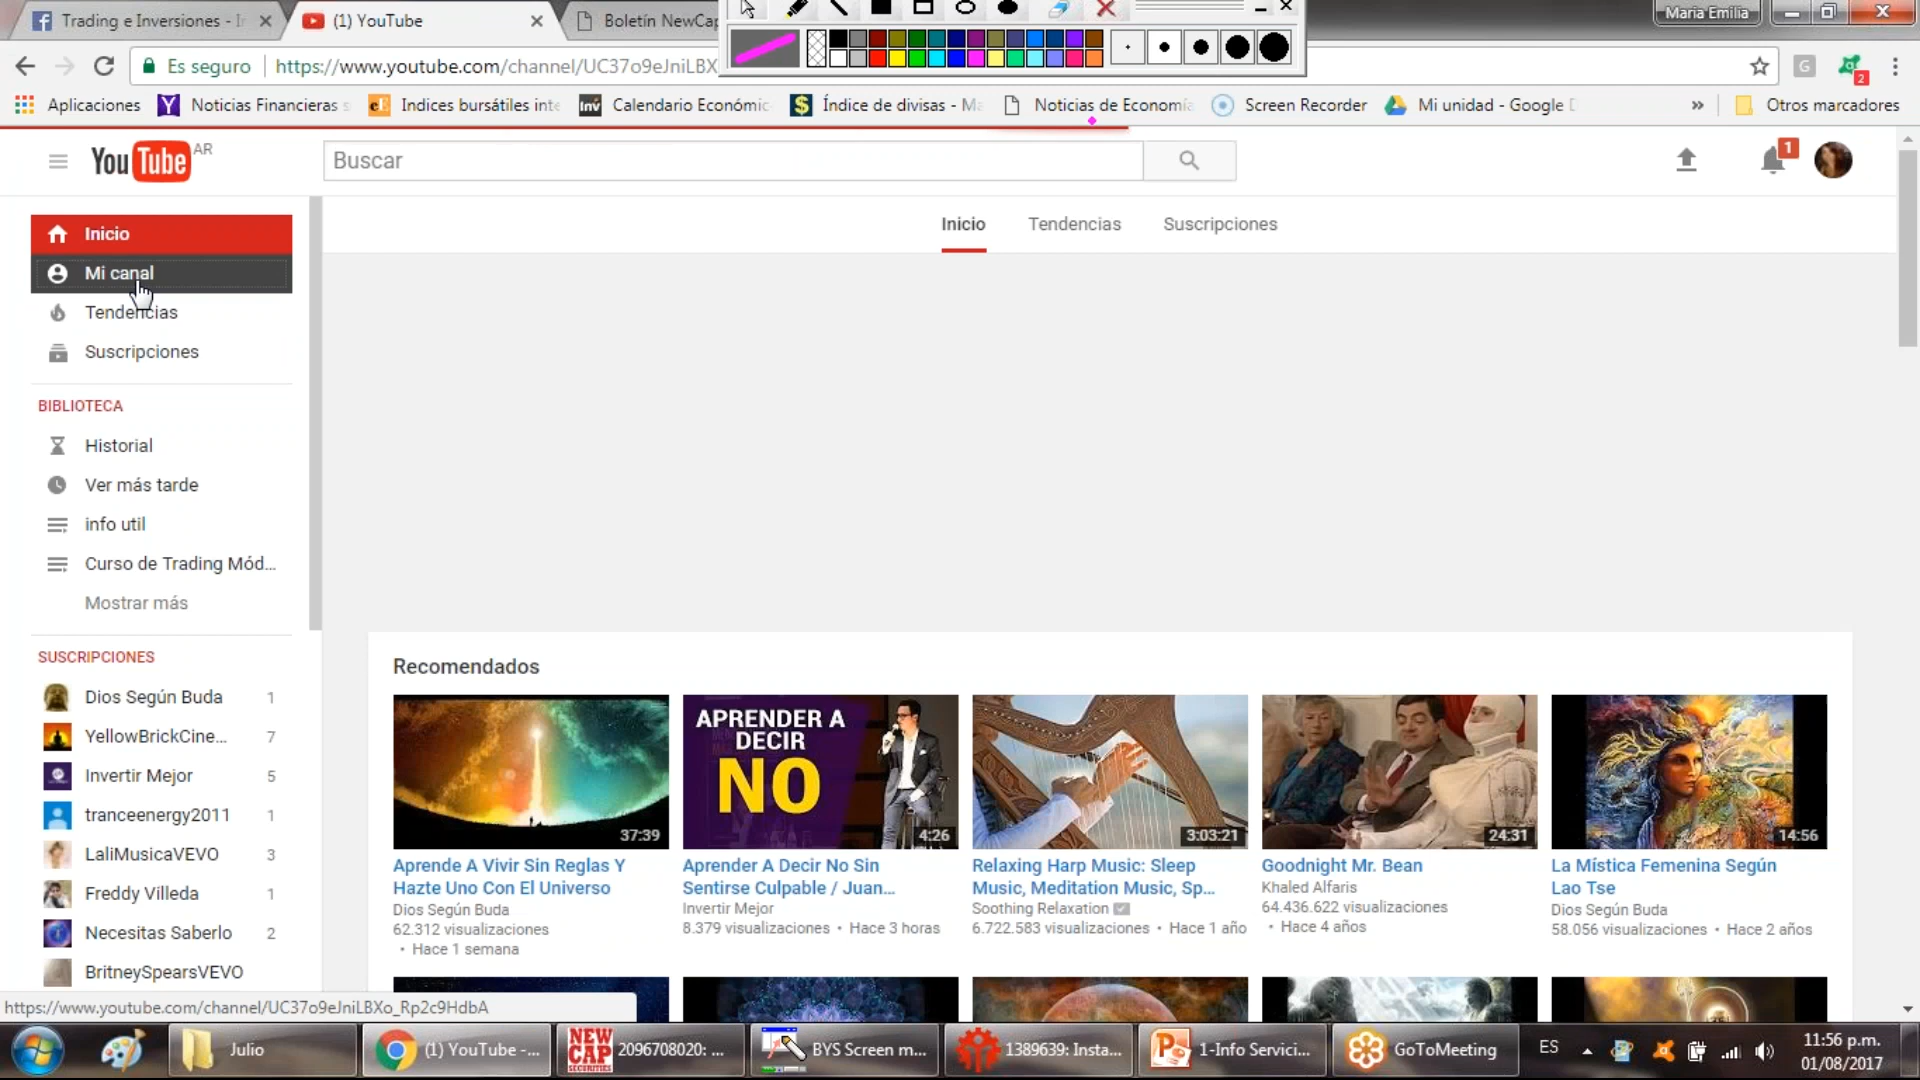 Trading e Inversiones - In
(1) YouTube
Boletín NewCap
Maria Emilia
Es seguro
https://www.youtube.com/channel/UC37o9eJniLBX
G
2
Aplicaciones
Noticias Financieras
Indices bursátiles inte
Inv
Calendario Económic
Índice de divisas - Ma
Noticias de Economía
Screen Recorder
Mi unidad - Google D
»
Otros marcadores
YouTube AR
Buscar
1
Inicio
Tendencias
Suscripciones
Inicio
Mi canal
Tendencias
Suscripciones
BIBLIOTECA
Historial
Ver más tarde
info util
Curso de Trading Mód...
Mostrar más
SUSCRIPCIONES
Dios Según Buda 1
YellowBrickCine... 7
Invertir Mejor 5
tranceenergy2011 1
LaliMusicaVEVO 3
Freddy Villeda 1
Necesitas Saberlo 2
BritneySpearsVEVO
Recomendados
37:39
Aprende A Vivir Sin Reglas Y
Hazte Uno Con El Universo
Dios Según Buda
62.312 visualizaciones
• Hace 1 semana
APRENDER A
DECIR
NO
4:26
Aprender A Decir No Sin
Sentirse Culpable / Juan...
Invertir Mejor
8.379 visualizaciones • Hace 3 horas
3:03:21
Relaxing Harp Music: Sleep
Music, Meditation Music, Sp...
Soothing Relaxation
6.722.583 visualizaciones • Hace 1 año
24:31
Goodnight Mr. Bean
Khaled Alfaris
64.436.622 visualizaciones
• Hace 4 años
14:56
La Mística Femenina Según
Lao Tse
Dios Según Buda
58.056 visualizaciones • Hace 2 años
https://www.youtube.com/channel/UC37o9eJniLBXo_Rp2c9HdbA
Julio
(1) YouTube -...
NEW
CAP
SECURITIES
2096708020: ...
BYS Screen m...
1389639: Insta...
1-Info Servici...
GoToMeeting
ES
11:56 p.m.
01/08/2017